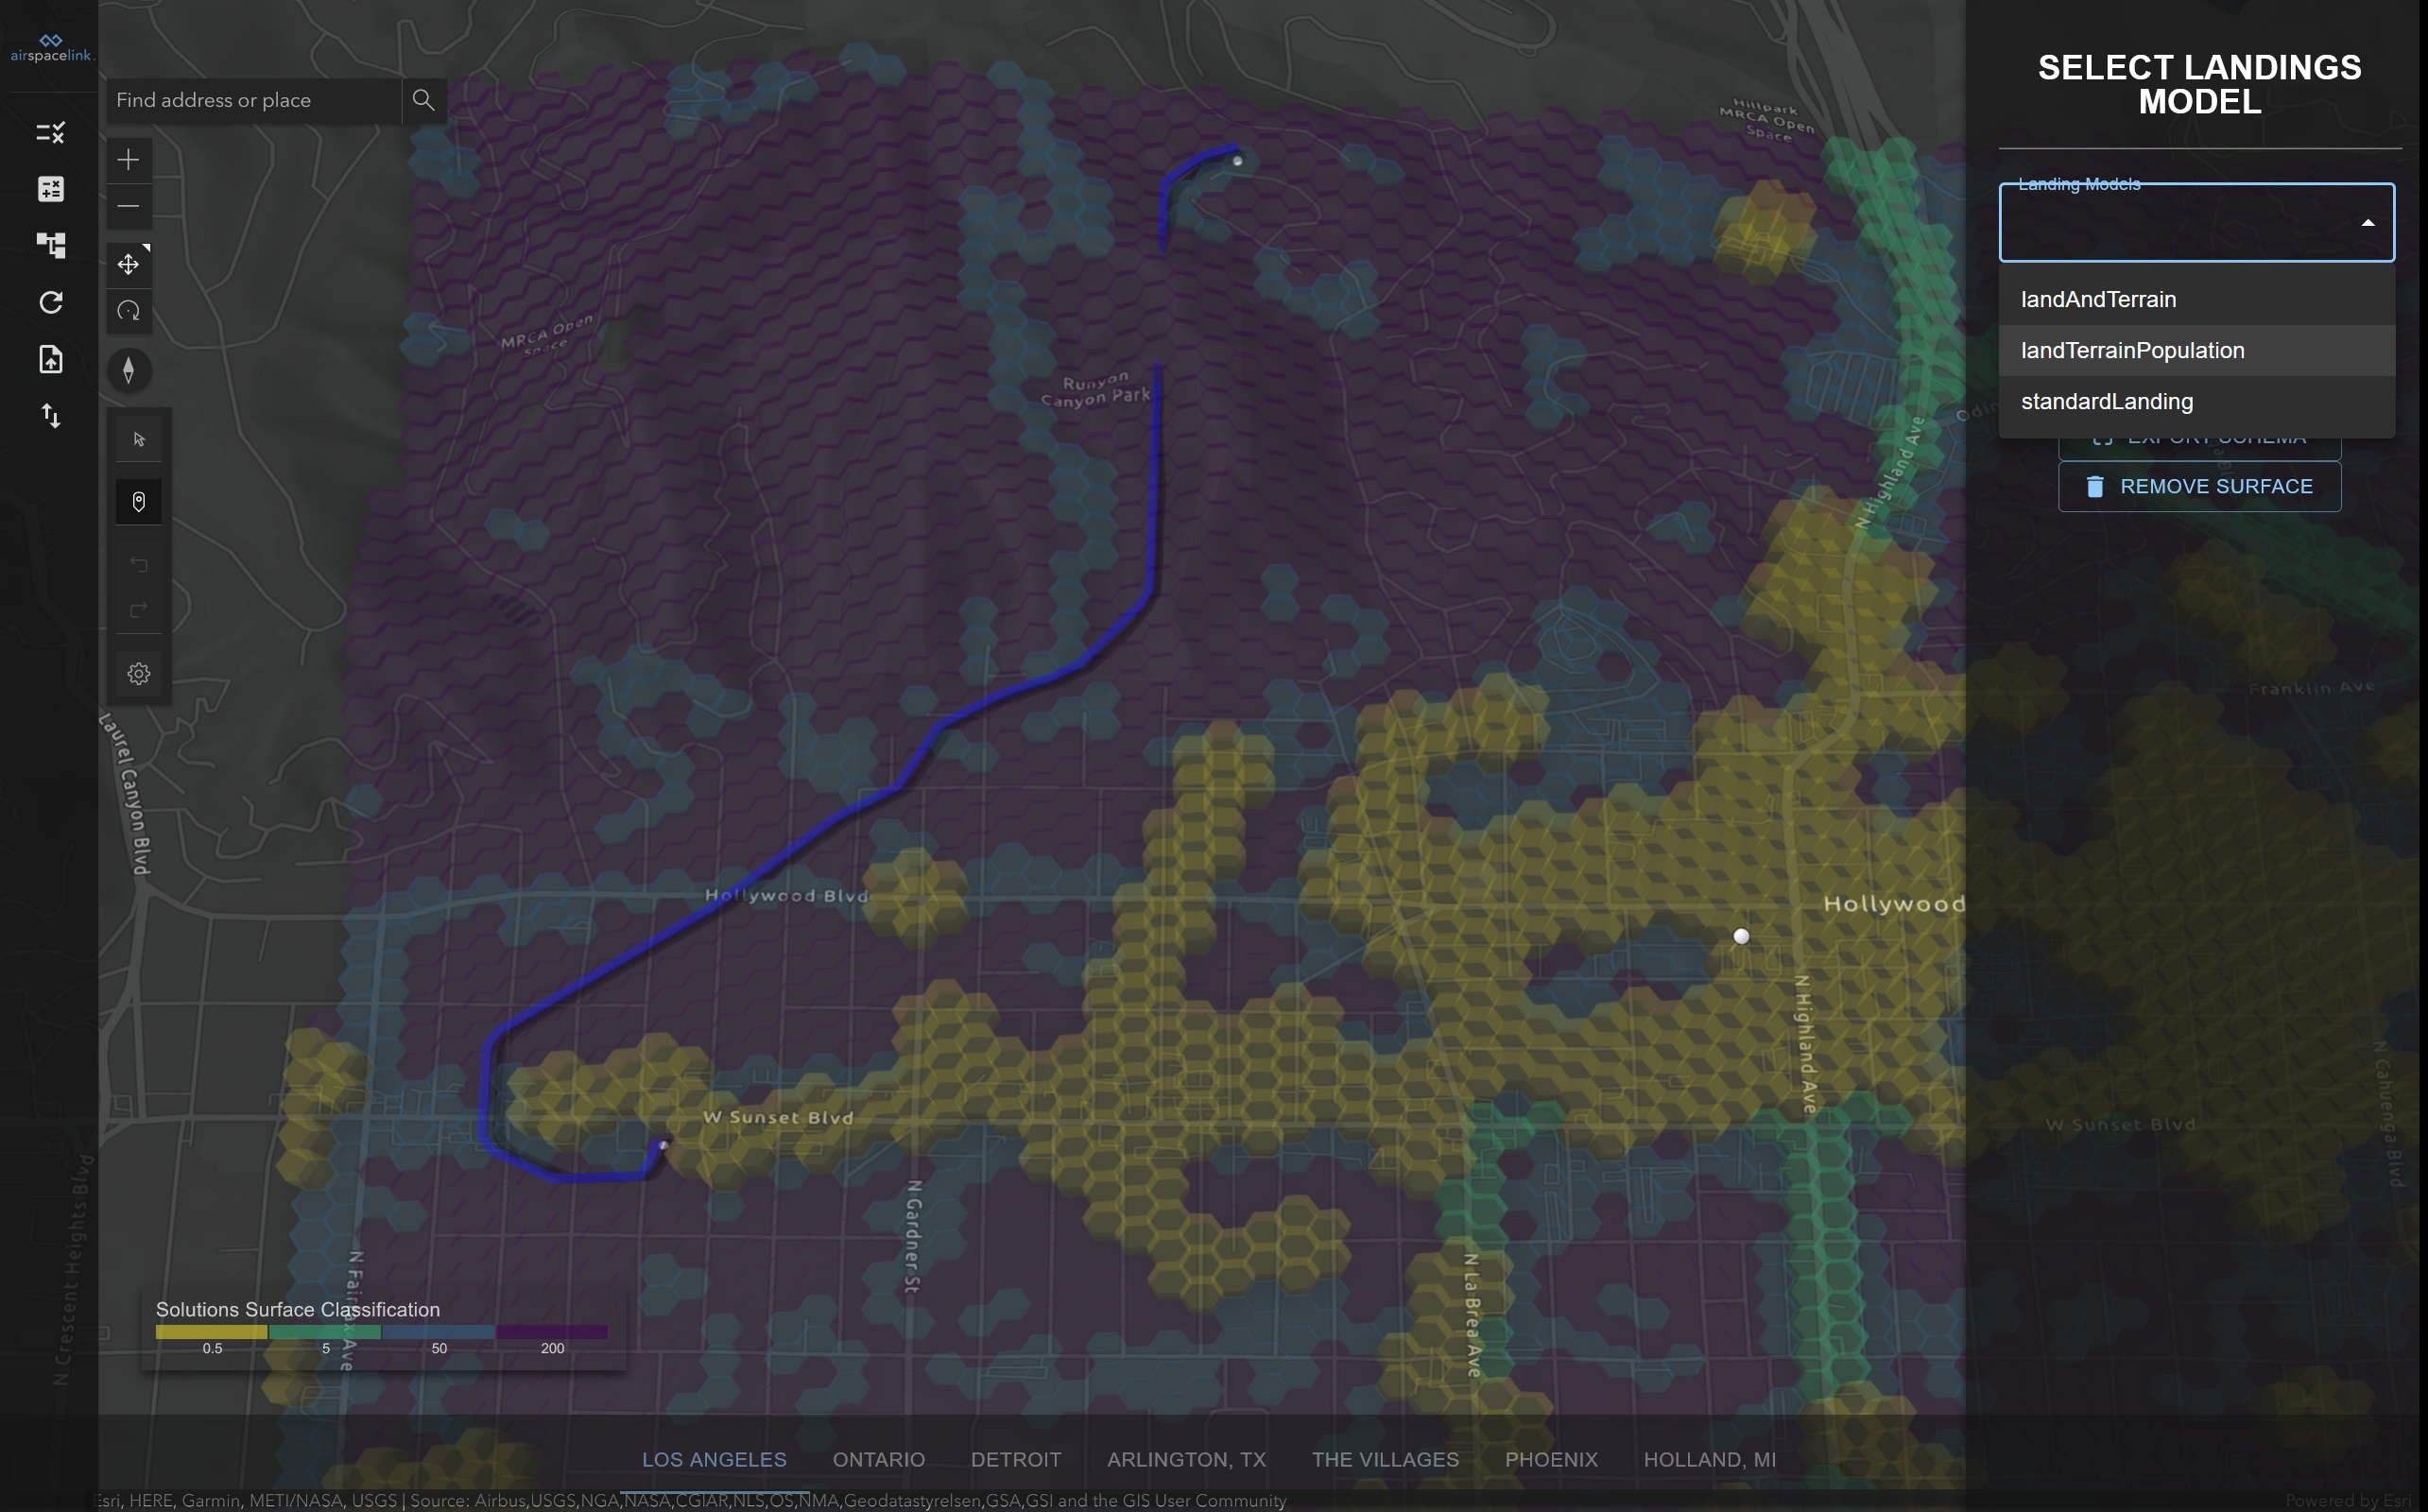 airspacelink.
Find address or place
SELECT LANDINGS
MODEL
Landing Models
landAndTerrain
landTerrainPopulation
standardLanding
EXPORT SCHEMA
REMOVE SURFACE
Hillpark
MRCA Open
Space
MRCA Open
space
Runyon
Canyon Park
N Highland Ave
Franklin Ave
Laurel Canyon Blvd
Hollywood Blvd
Hollywood
N Highland Ave
W Sunset Blvd
W Sunset Blvd
N Cahuenga Blvd
N Crescent Heights Blvd
N Fairfax Ave
N Gardner St
N La Brea Ave
Solutions Surface Classification
0.5 5 50 200
LOS ANGELES ONTARIO DETROIT ARLINGTON, TX THE VILLAGES PHOENIX HOLLAND, MI
Esri, HERE, Garmin, METI/NASA, USGS | Source: Airbus,USGS,NGA,NASA,CGIAR,NLS,OS,NMA,Geodatastyrelsen,GSA,GSI and the GIS User Community
Powered by Esri